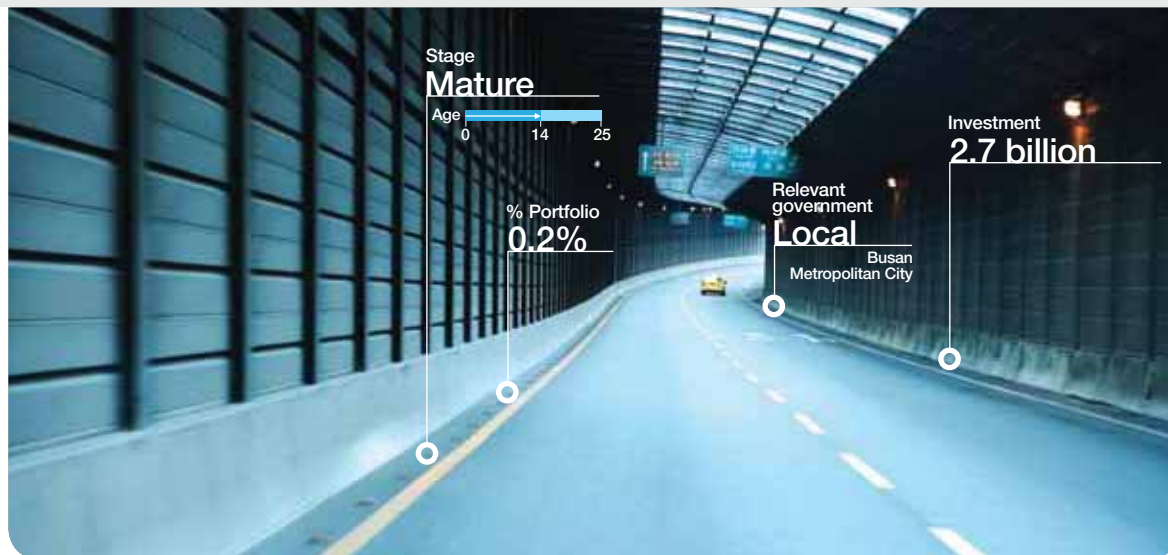 Stage
Mature
Age
0 14 25
% Portfolio
0.2%
Relevant
government
Local
Busan
Metropolitan City
Investment
2.7 billion